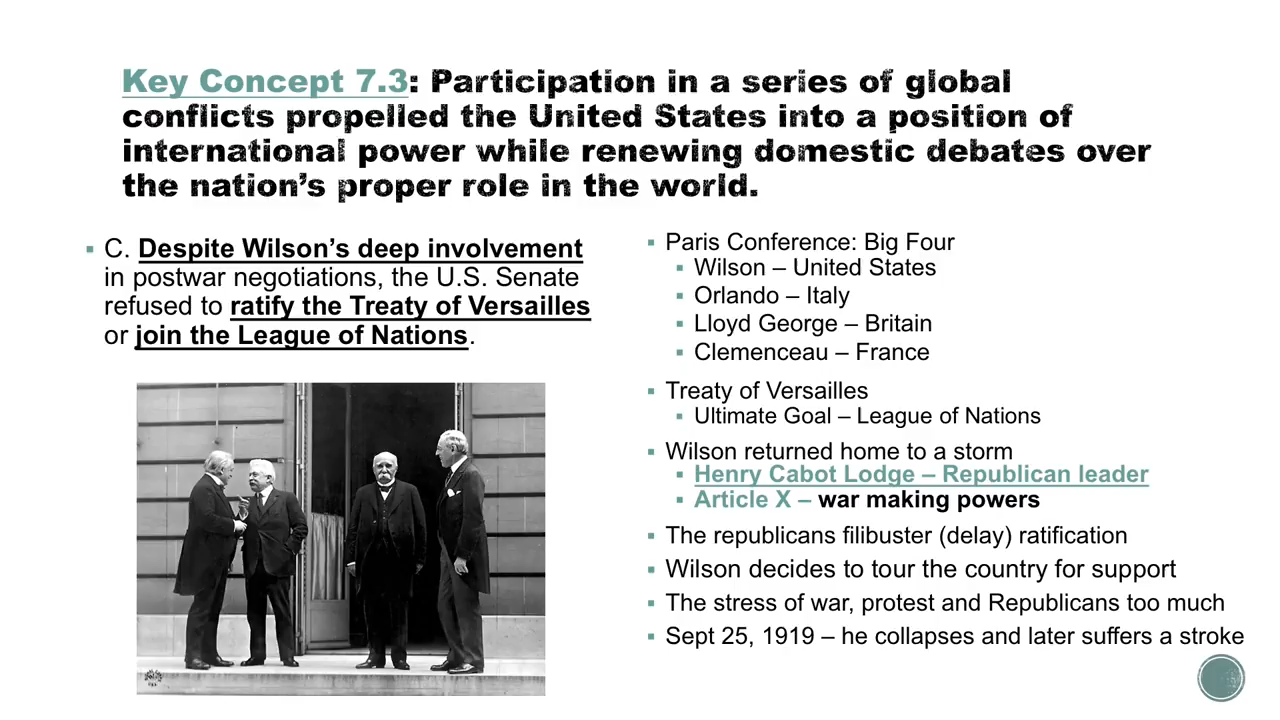 Key Concept 7.3: Participation in a series of global
conflicts propelled the United States into a position of
international power while renewing domestic debates over
the nation’s proper role in the world.
▪ C. Despite Wilson’s deep involvement
in postwar negotiations, the U.S. Senate
refused to ratify the Treaty of Versailles
or join the League of Nations.
▪ Paris Conference: Big Four
▪ Wilson – United States
▪ Orlando – Italy
▪ Lloyd George – Britain
▪ Clemenceau – France
▪ Treaty of Versailles
▪ Ultimate Goal – League of Nations
▪ Wilson returned home to a storm
▪ Henry Cabot Lodge – Republican leader
▪ Article X – war making powers
▪ The republicans filibuster (delay) ratification
▪ Wilson decides to tour the country for support
▪ The stress of war, protest and Republicans too much
▪ Sept 25, 1919 – he collapses and later suffers a stroke